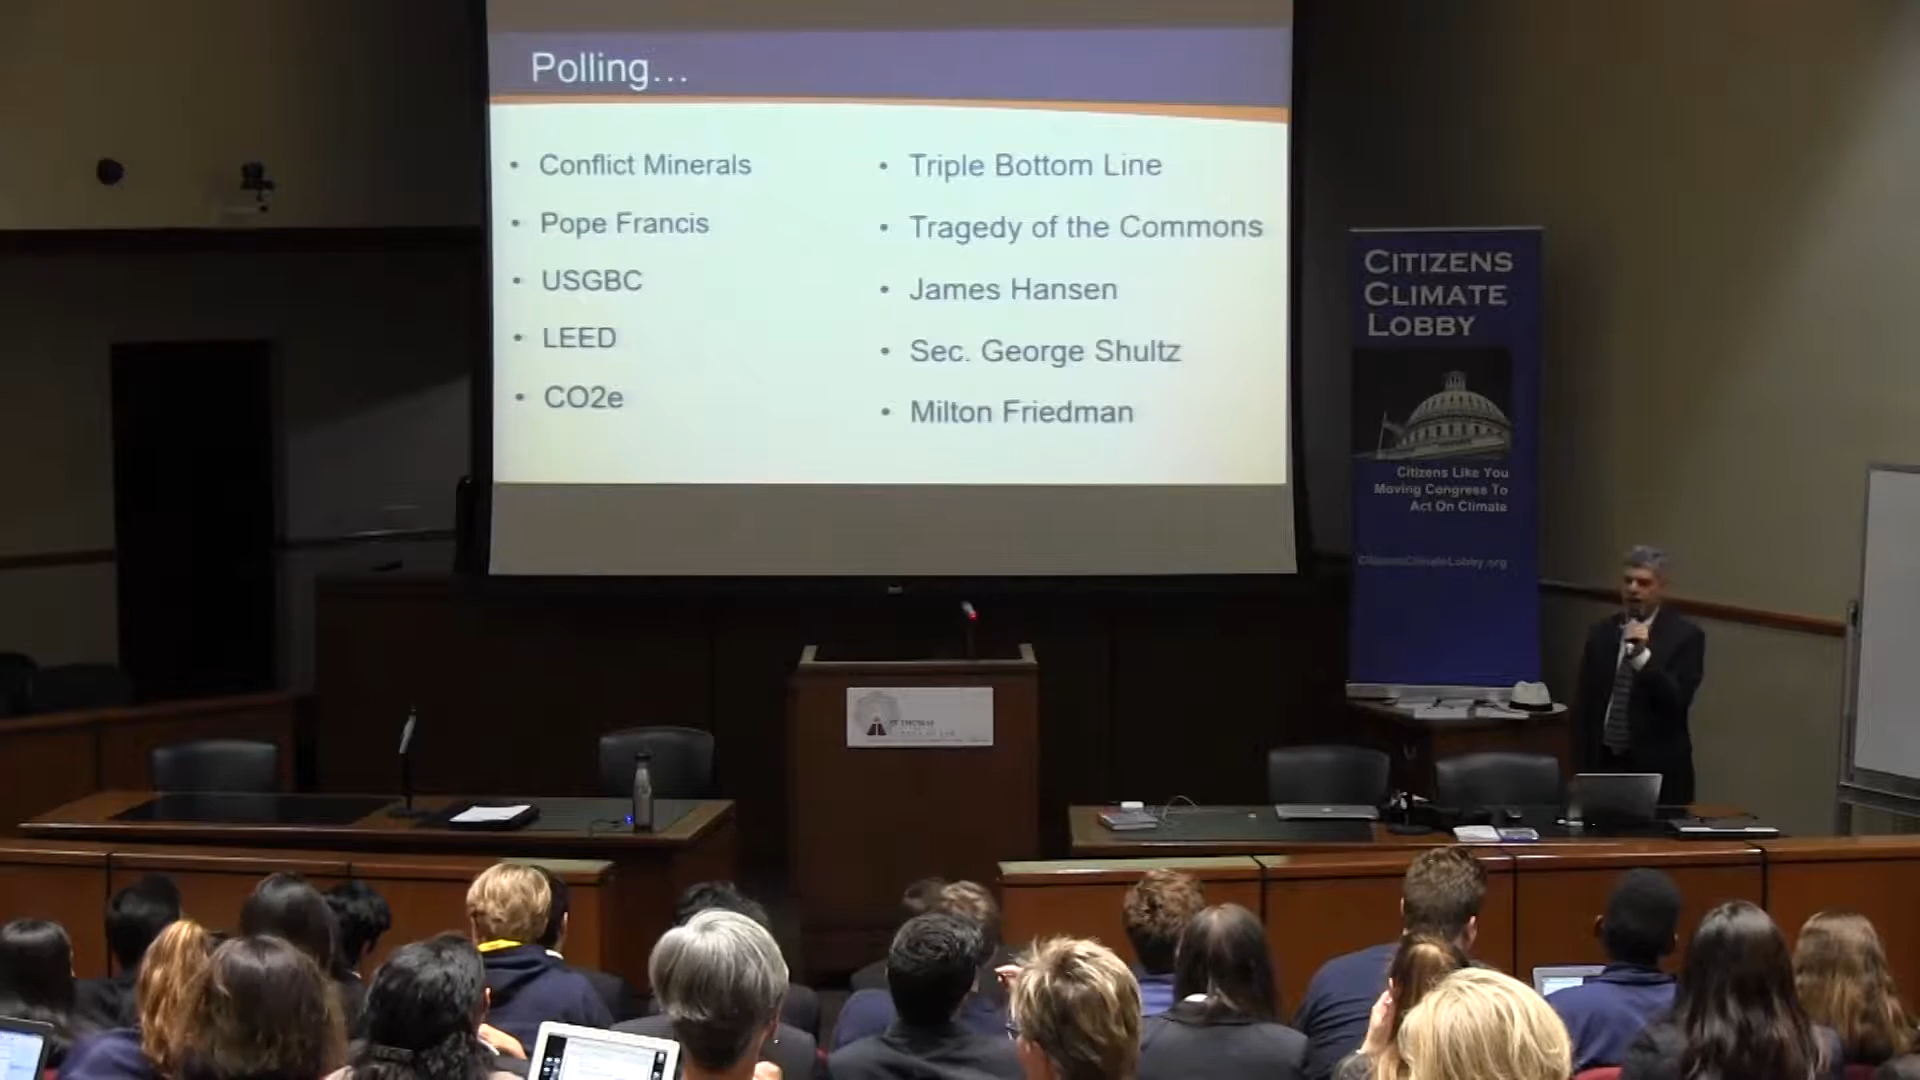 Polling...
• Conflict Minerals
• Pope Francis
• USGBC
• LEED
• CO2e
• Triple Bottom Line
• Tragedy of the Commons
• James Hansen
• Sec. George Shultz
• Milton Friedman
CITIZENS
CLIMATE
LOBBY
Citizens Like You
Moving Congress To
Act On Climate
CitizensClimateLobby.org